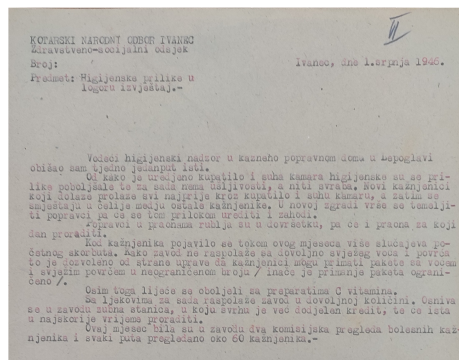 VI
KOTARSKI NARODNI ODBOR IVANEC
Zdravstveno-socijalni odsjek
Broj:
Ivanec, dne 1.srpnja 1946.
Predmet: Higijenske prilike u
logoru izvještaj.-
Vodeći higijenski nadzor u kazneno popravnom domu u Lepoglavi
obišao sam tjedno jedanput isti.
Od kako je uredjeno kupatilo i suha kamara higijenske su se pri-
like poboljšale te za sada nema ušljivosti, a niti svraba. Novi kažnjenici
koji dolaze prolaze svi najprije kroz kupatilo i suhu kamaru, a zatim se
smještaju u ćelije medju ostale kažnjenike. U novoj zgradi vrše se temelji-
ti popravci pa će se tom prilokom urediti i zahodi.
Popravci u praonama rublja su u dovršetku, pa će i praona za koji
dan proraditi.
Kod kažnjenika pojavilo se tokom ovog mjeseca više slučajeva po-
četnog skorbuta. Kako zavod ne raspolaže sa dovoljno svježeg voća i povrća
to je dozvoljeno od strane uprave da kažnjenici mogu primati pakete sa voćem
i svježim povrćem u neograničenom broju / inače je primanje paketa ograni-
čeno /.
Osim toga liječe se oboljeli sa preparatima C vitamina.
Sa ljekovima za sada raspolaže zavod u dovoljnoj količini. Osniva
se u zavodu zubna stanica, u koju svrhu je već dodjelen kredit, te će ista
u najskorije vrijeme proraditi.
Ovaj mjesec bila su u zavodu dva komisijska pregleda bolesnih kaž-
njenika i svaki puta pregledano oko 60 kažnjenika.-